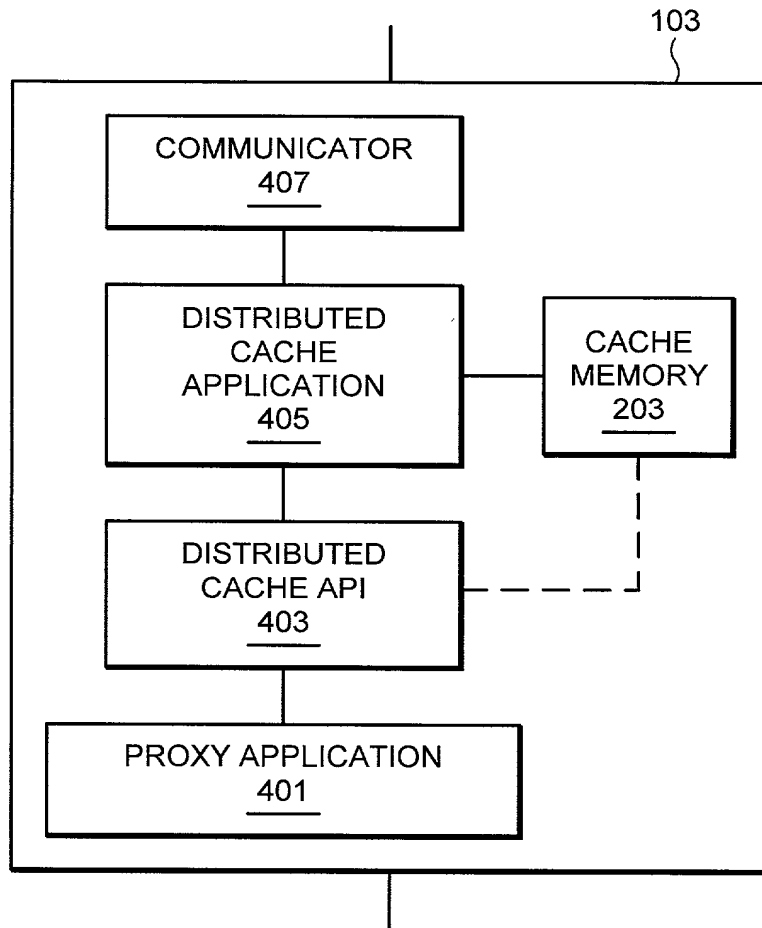 103
COMMUNICATOR
407
DISTRIBUTED
CACHE
APPLICATION
405
CACHE
MEMORY
203
DISTRIBUTED
CACHE API
403
PROXY APPLICATION
401